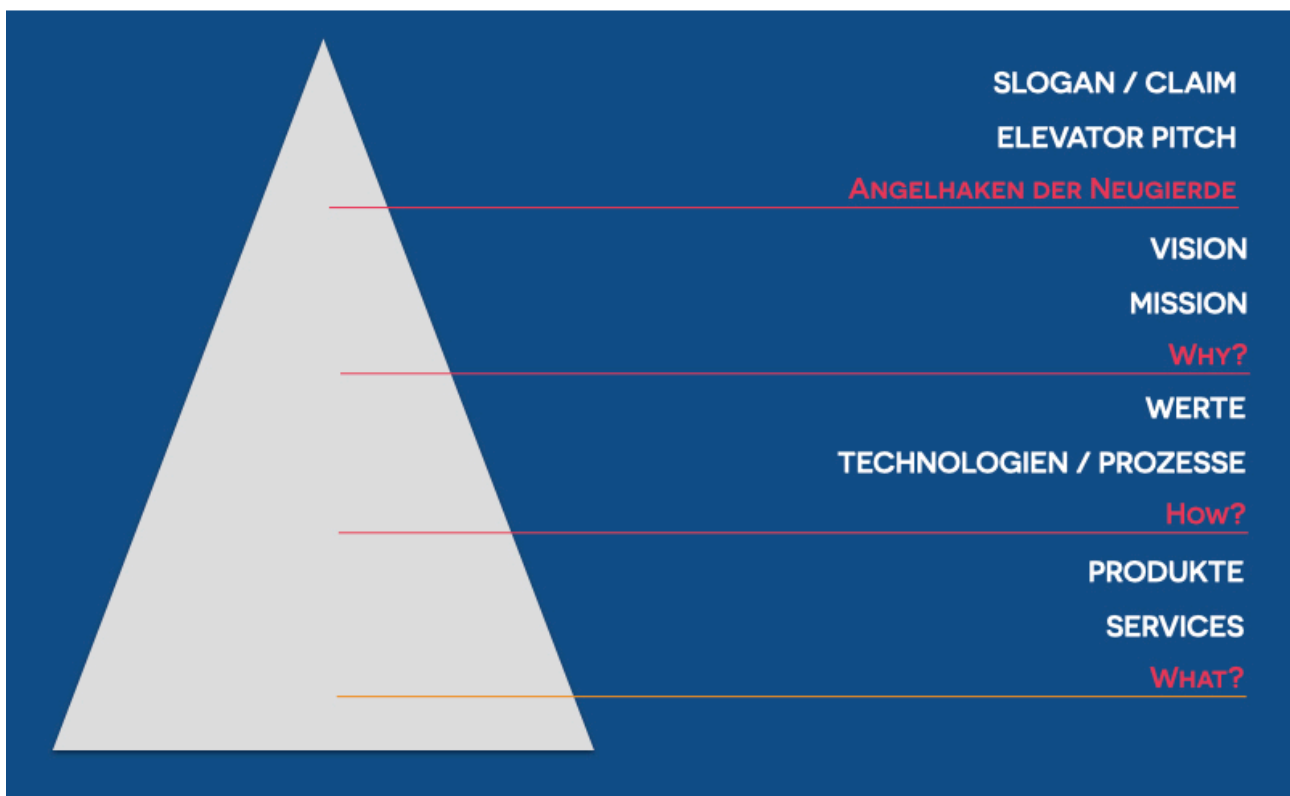 SLOGAN / CLAIM
ELEVATOR PITCH
ANGELHAKEN DER NEUGIERDE
VISION
MISSION
WHY?
WERTE
TECHNOLOGIEN / PROZESSE
HOW?
PRODUKTE
SERVICES
WHAT?